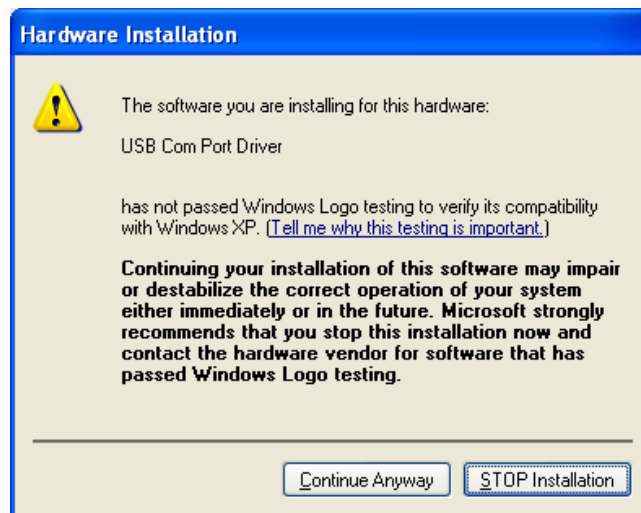 Hardware Installation
The software you are installing for this hardware:
USB Com Port Driver
has not passed Windows Logo testing to verify its compatibility
with Windows XP. (Tell me why this testing is important.)
Continuing your installation of this software may impair
or destabilize the correct operation of your system
either immediately or in the future. Microsoft strongly
recommends that you stop this installation now and
contact the hardware vendor for software that has
passed Windows Logo testing.
Continue Anyway
STOP Installation